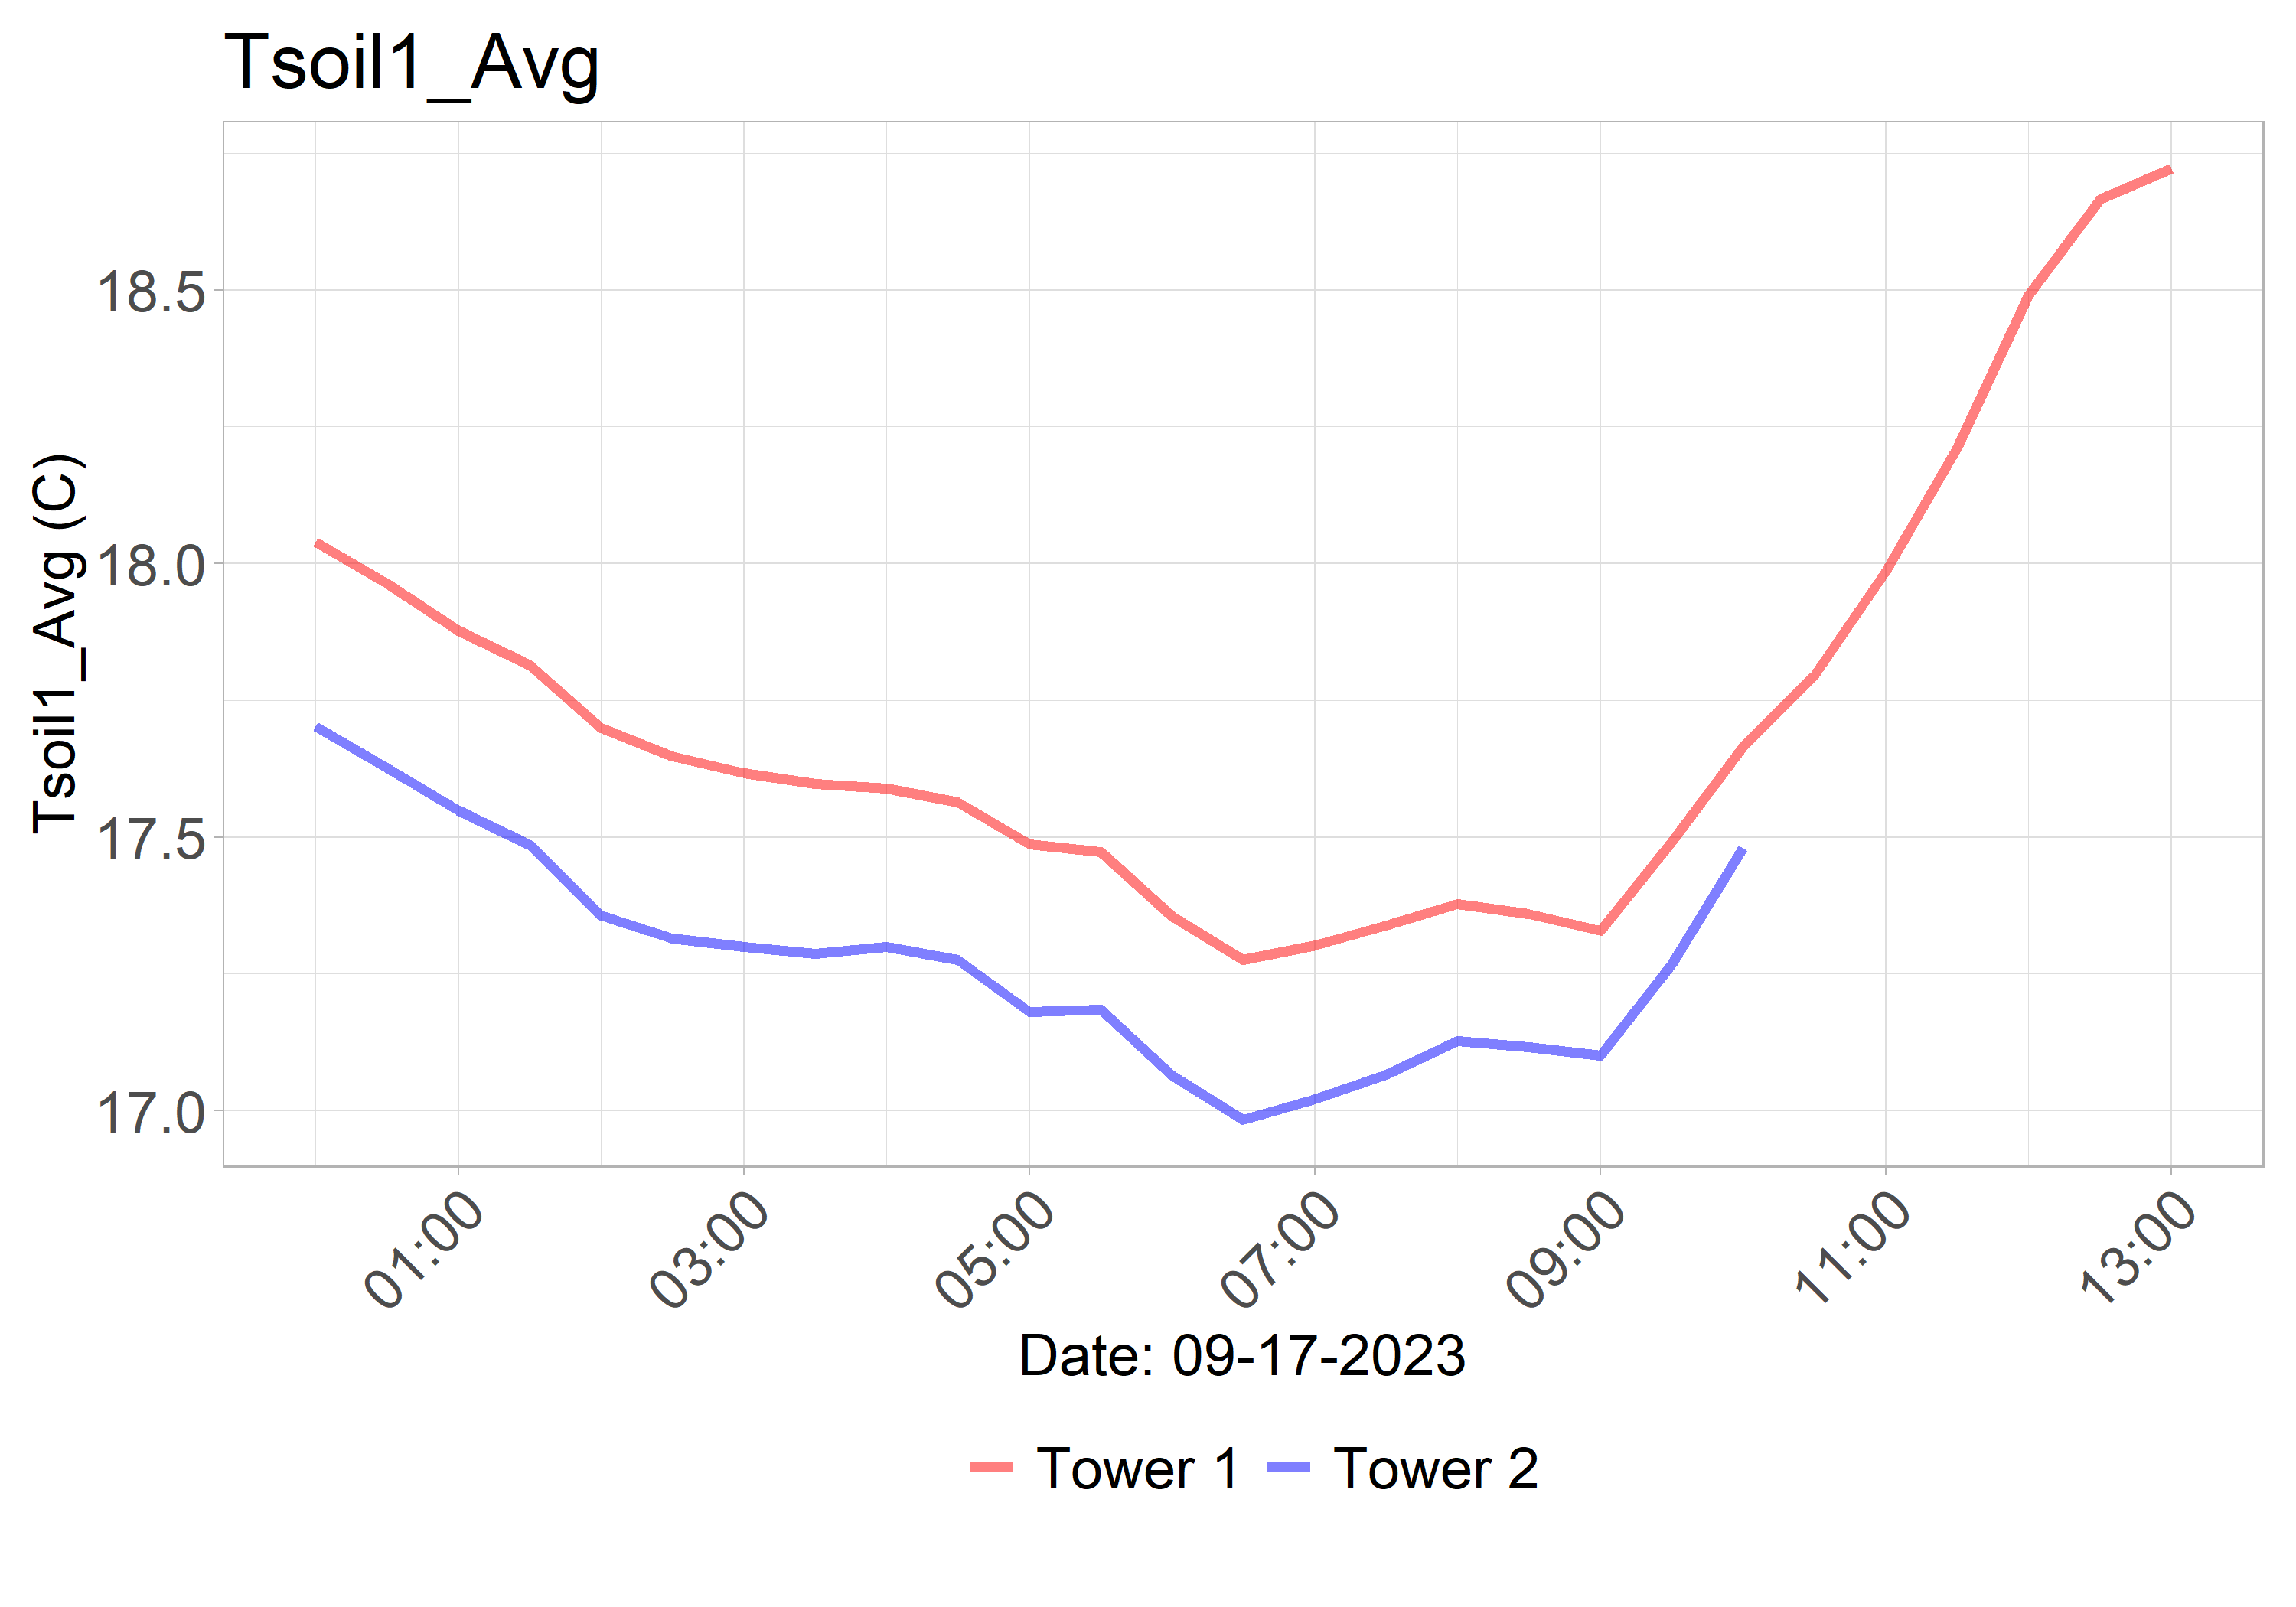 Tsoil1_Avg
Tsoil1_Avg (C)
18.5
18.0
17.5
17.0
01:00 03:00 05:00 07:00 09:00 11:00 13:00
Date: 09-17-2023
Tower 1 Tower 2